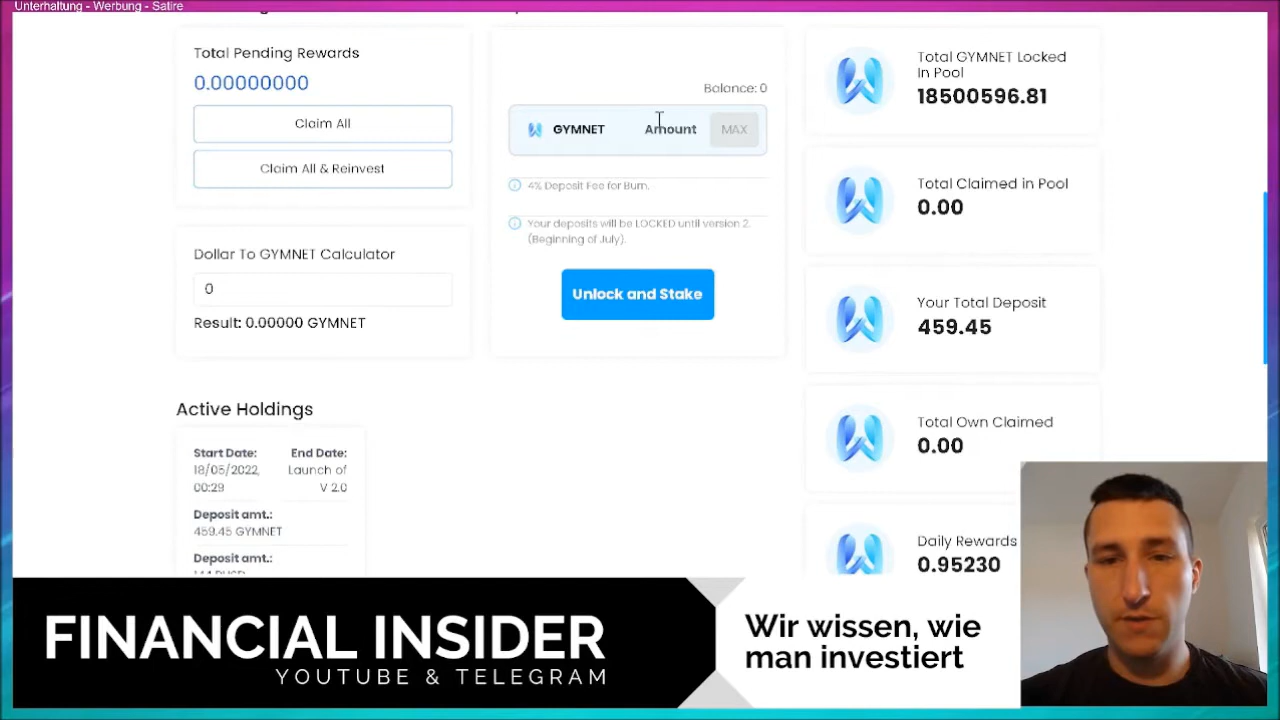 Unterhaltung - Werbung - Satire
Total Pending Rewards
0.00000000
Claim All
Claim All & Reinvest
Dollar To GYMNET Calculator
0
Result: 0.00000 GYMNET
Balance: 0
GYMNET
Amount
MAX
4% Deposit Fee for Burn.
Your deposits will be LOCKED until version 2.
(Beginning of July).
Unlock and Stake
Total GYMNET Locked
In Pool
18500596.81
Total Claimed in Pool
0.00
Your Total Deposit
459.45
Total Own Claimed
0.00
Daily Rewards
0.95230
Active Holdings
Start Date:
18/05/2022,
00:29
End Date:
Launch of
V 2.0
Deposit amt.:
459.45 GYMNET
Deposit amt.:
FINANCIAL INSIDER
YOUTUBE & TELEGRAM
Wir wissen, wie
man investiert